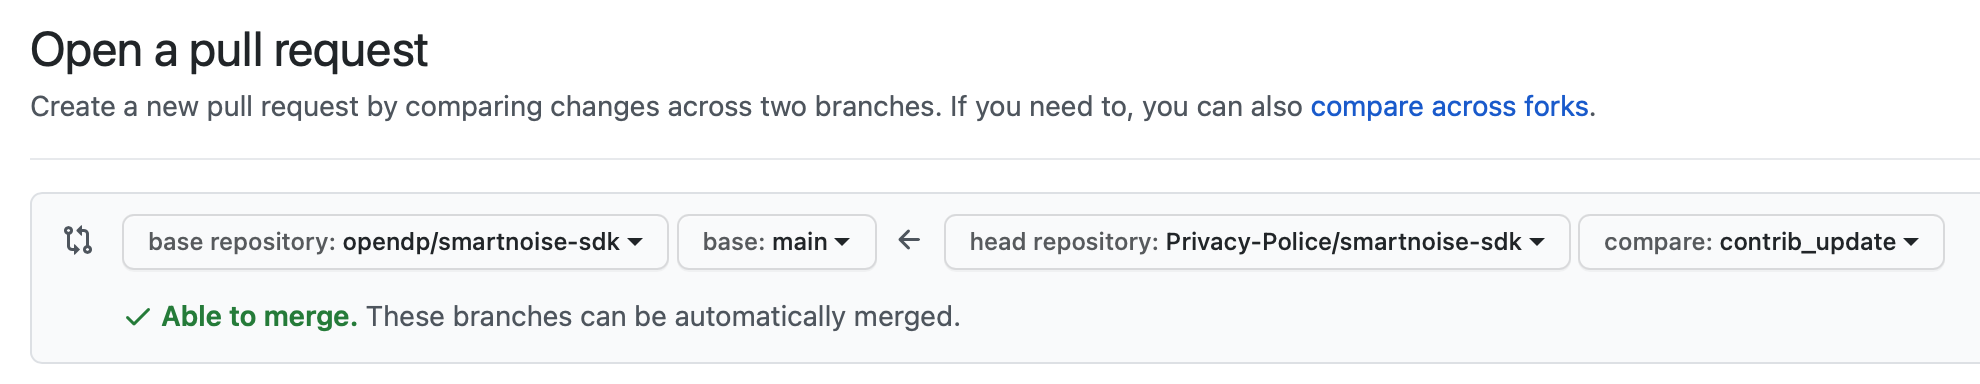 Open a pull request
Create a new pull request by comparing changes across two branches. If you need to, you can also compare across forks.
base repository: opendp/smartnoise-sdk base: main head repository: Privacy-Police/smartnoise-sdk compare: contrib_update
Able to merge. These branches can be automatically merged.